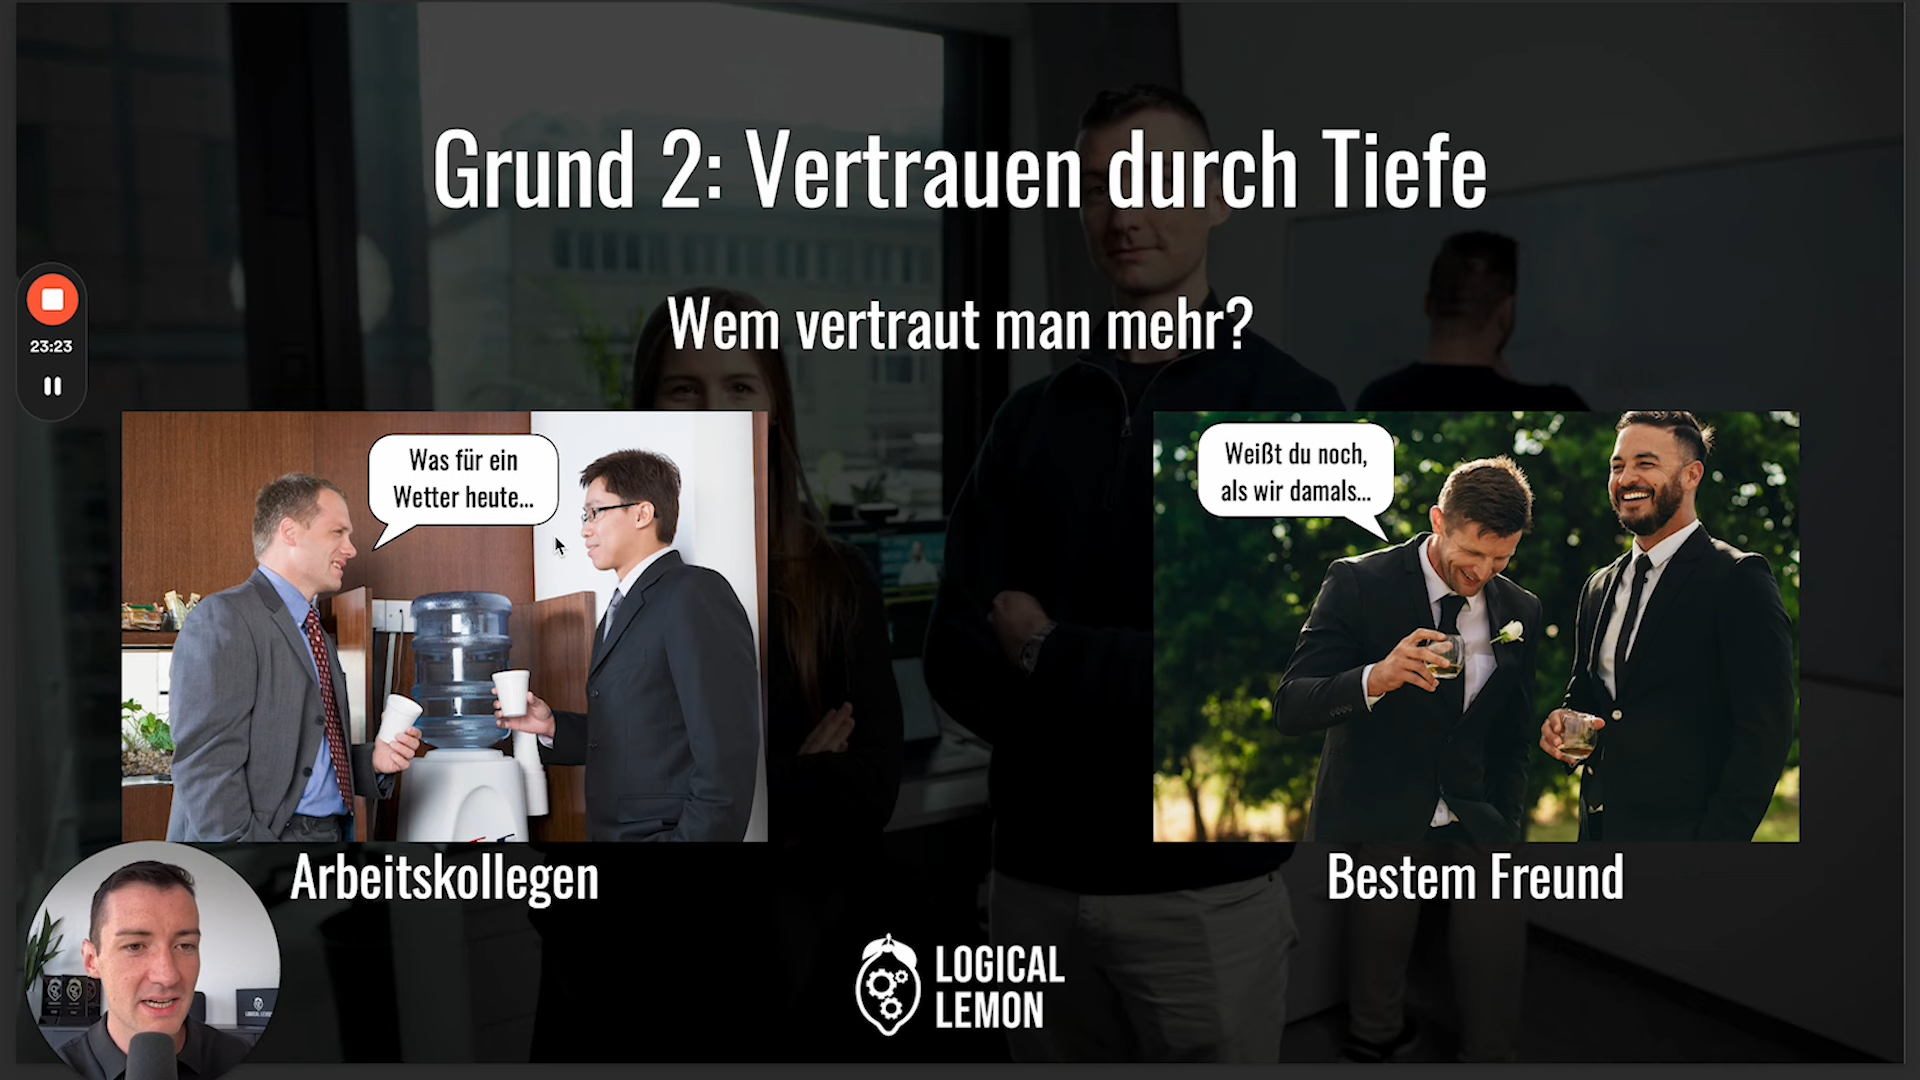 Grund 2: Vertrauen durch Tiefe
Wem vertraut man mehr?
23:23
Was für ein
Wetter heute...
Weißt du noch,
als wir damals...
Arbeitskollegen
Bestem Freund
LOGICAL
LEMON